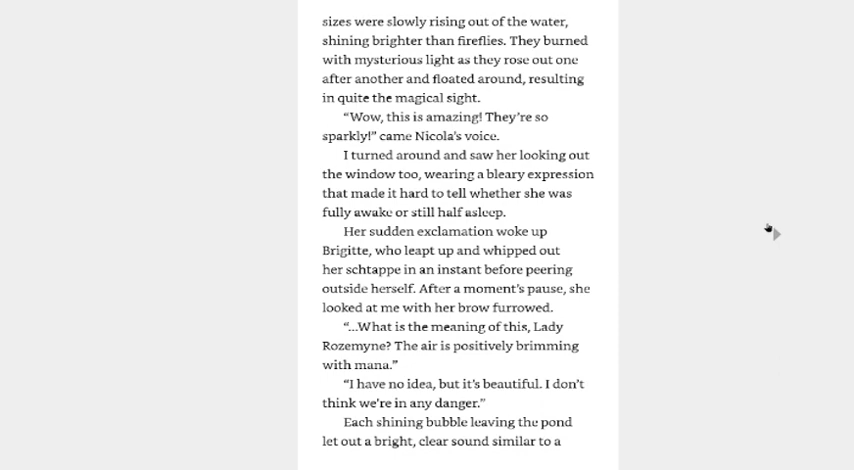 sizes were slowly rising out of the water,
shining brighter than fireflies. They burned
with mysterious light as they rose out one
after another and floated around, resulting
in quite the magical sight.
“Wow, this is amazing! They’re so
sparkly!” came Nicola’s voice.
I turned around and saw her looking out
the window too, wearing a bleary expression
that made it hard to tell whether she was
fully awake or still half asleep.
Her sudden exclamation woke up
Brigitte, who leapt up and whipped out
her schtappe in an instant before peering
outside herself. After a moment’s pause, she
looked at me with her brow furrowed.
“...What is the meaning of this, Lady
Rozemyne? The air is positively brimming
with mana.”
“I have no idea, but it’s beautiful. I don’t
think we’re in any danger.”
Each shining bubble leaving the pond
let out a bright, clear sound similar to a